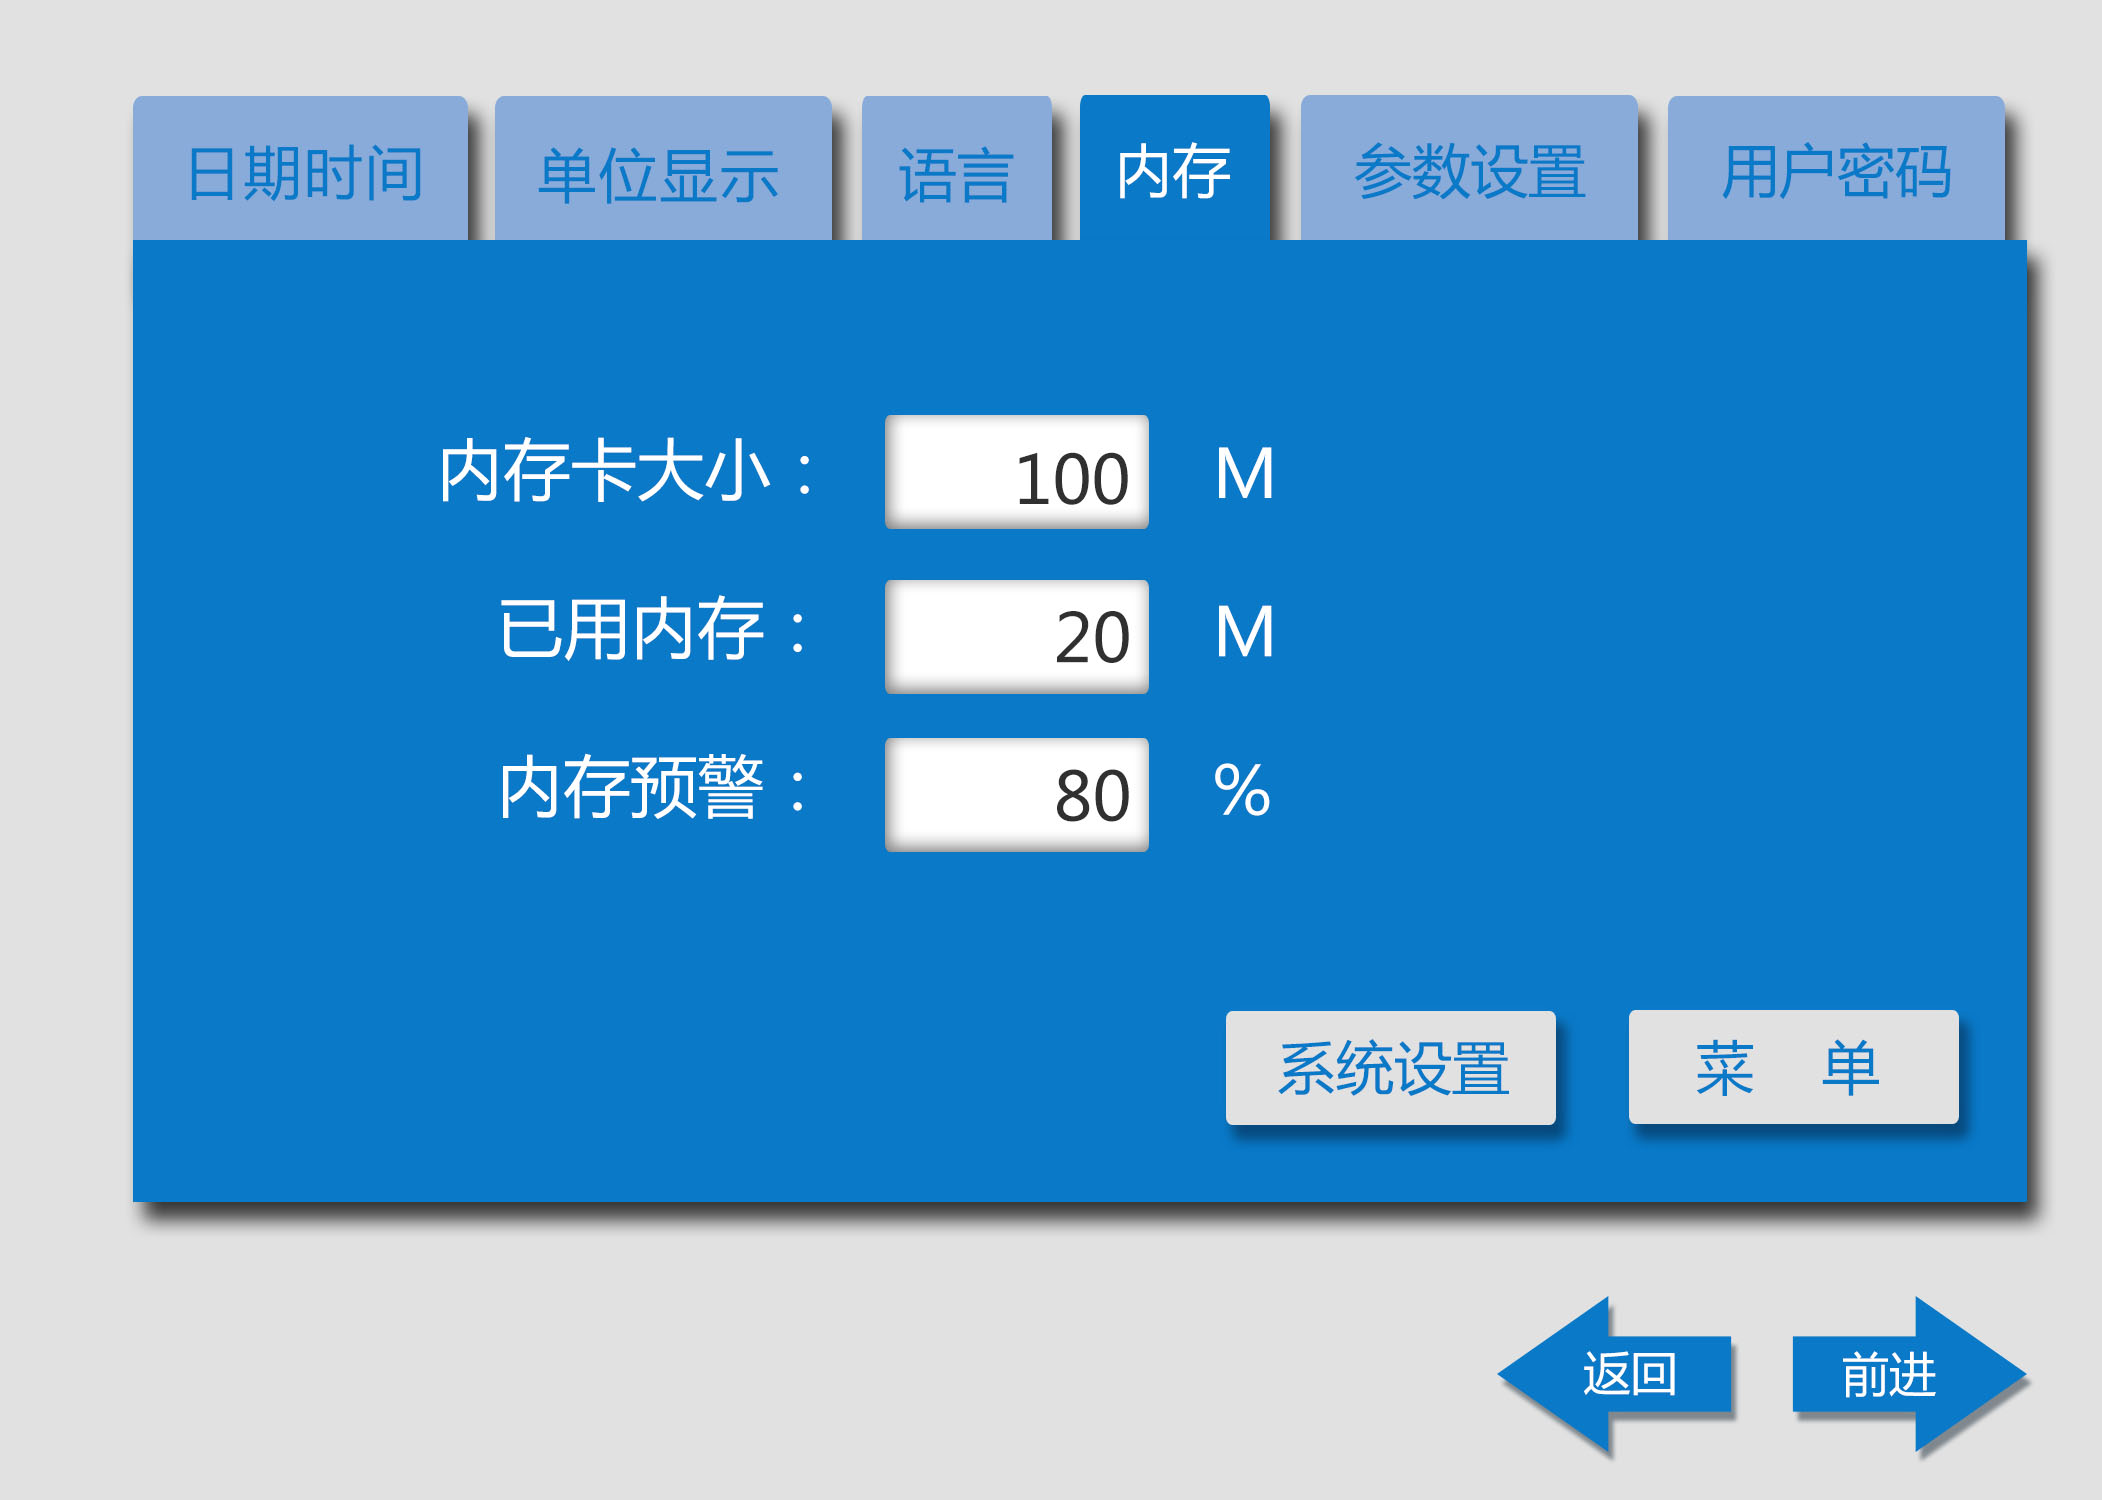 日期时间 单位显示 语言 内存 参数设置 用户密码
内存卡大小： 100 M
已用内存： 20 M
内存预警： 80 %
系统设置 菜 单
返回 前进